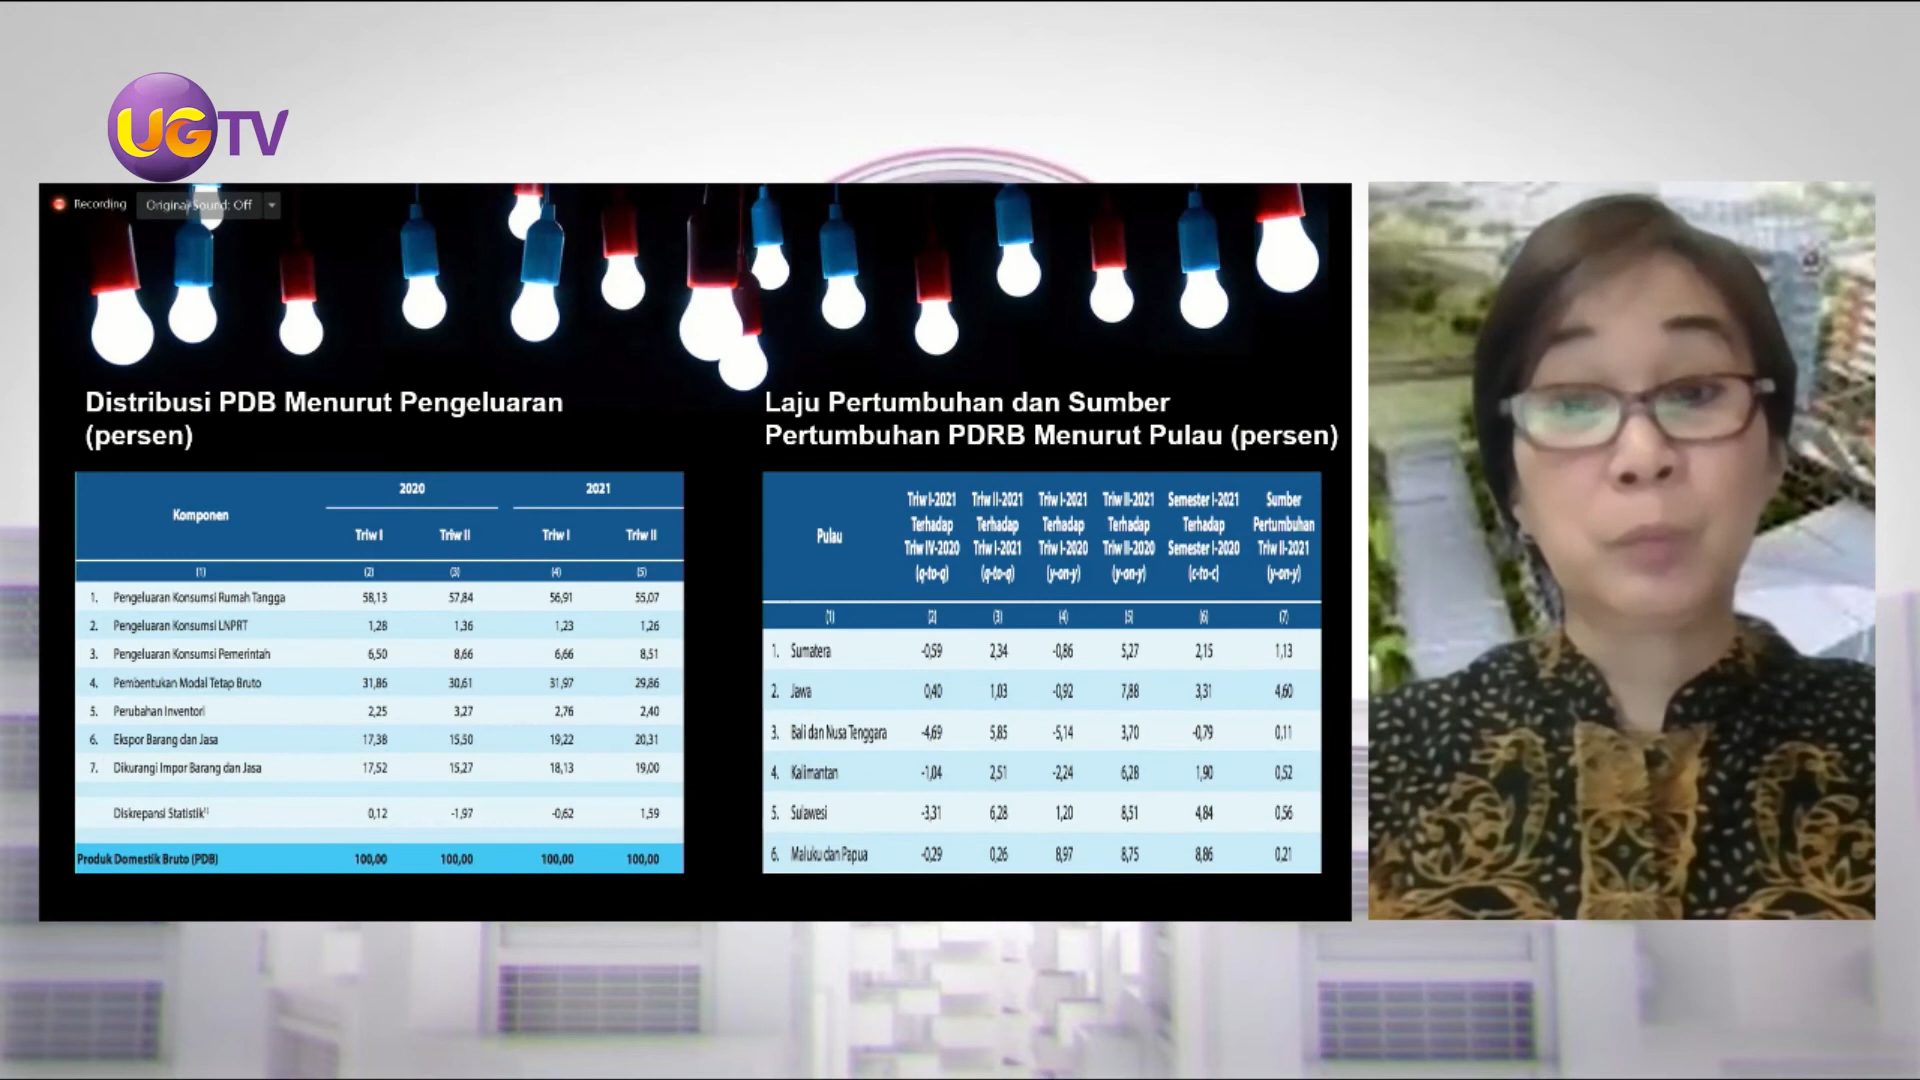 UGTV
Recording
Original Sound: Off
Distribusi PDB Menurut Pengeluaran
(persen)
Komponen 2020 2021
Triw I Triw II Triw I Triw II
(1) (2) (3) (4) (5)
1. Pengeluaran Konsumsi Rumah Tangga 58,13 57,84 56,91 55,07
2. Pengeluaran Konsumsi LNPRT 1,28 1,36 1,23 1,26
3. Pengeluaran Konsumsi Pemerintah 6,50 8,66 6,66 8,51
4. Pembentukan Modal Tetap Bruto 31,86 30,61 31,97 29,86
5. Perubahan Inventori 2,25 3,27 2,76 2,40
6. Ekspor Barang dan Jasa 17,38 15,50 19,22 20,31
7. Dikurangi Impor Barang dan Jasa 17,52 15,27 18,13 19,00
Diskrepansi Statistik¹⁾ 0,12 -1,97 -0,62 1,59
Produk Domestik Bruto (PDB) 100,00 100,00 100,00 100,00
Laju Pertumbuhan dan Sumber
Pertumbuhan PDRB Menurut Pulau (persen)
Triw I-2021 Triw II-2021 Triw I-2021 Triw II-2021 Semester I-2021 Sumber
Pulau Terhadap Terhadap Terhadap Terhadap Terhadap Pertumbuhan
Triw IV-2020 Triw I-2021 Triw I-2020 Triw II-2020 Semester I-2020 Triw II-2021
(q-to-q) (q-to-q) (y-on-y) (y-on-y) (c-to-c) (y-on-y)
(1) (2) (3) (4) (5) (6) (7)
1. Sumatera -0,59 2,34 -0,86 5,27 2,15 1,13
2. Jawa 0,40 1,03 -0,92 7,88 3,31 4,60
3. Bali dan Nusa Tenggara -4,69 5,85 -5,14 3,70 -0,79 0,11
4. Kalimantan -1,04 2,51 -2,24 6,28 1,90 0,52
5. Sulawesi -3,31 6,28 1,20 8,51 4,84 0,56
6. Maluku dan Papua -0,29 0,26 8,97 8,75 8,86 0,21